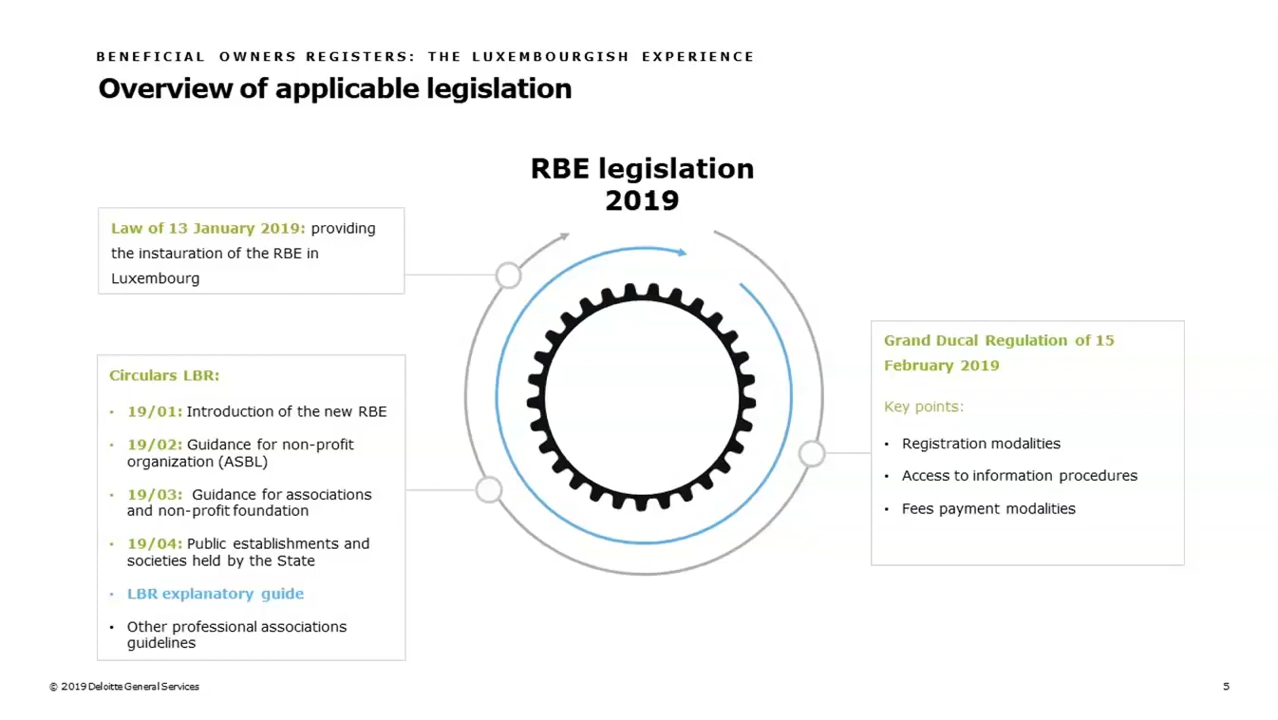 BENEFICIAL OWNERS REGISTERS: THE LUXEMBOURGISH EXPERIENCE
Overview of applicable legislation
RBE legislation
2019
Law of 13 January 2019: providing
the instauration of the RBE in
Luxembourg
Circulars LBR:
• 19/01: Introduction of the new RBE
• 19/02: Guidance for non-profit
organization (ASBL)
• 19/03: Guidance for associations
and non-profit foundation
• 19/04: Public establishments and
societies held by the State
• LBR explanatory guide
• Other professional associations
guidelines
Grand Ducal Regulation of 15
February 2019
Key points:
• Registration modalities
• Access to information procedures
• Fees payment modalities
© 2019 Deloitte General Services
5